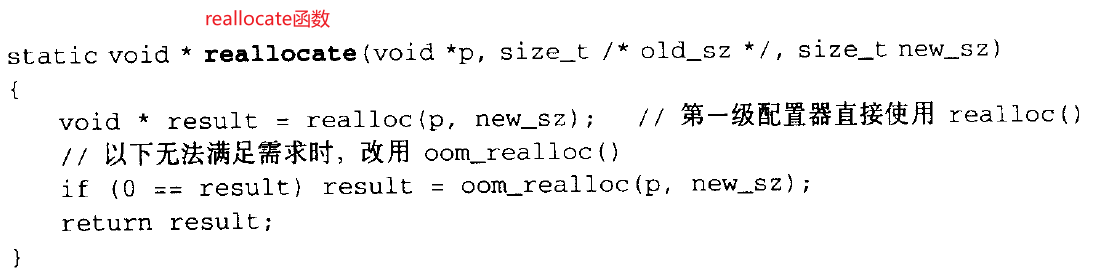 reallocate函数
static void * reallocate(void *p, size_t /* old_sz */, size_t new_sz)
{
void * result = realloc(p, new_sz); // 第一级配置器直接使用 realloc()
// 以下无法满足需求时，改用 oom_realloc()
if (0 == result) result = oom_realloc(p, new_sz);
return result;
}